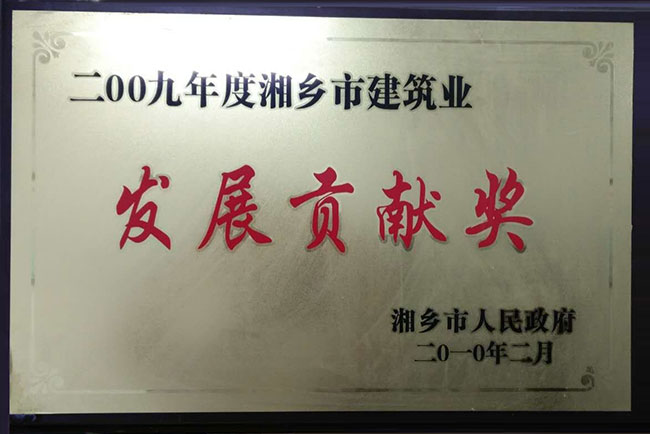 二00九年度湘乡市建筑业
发展贡献奖
湘乡市人民政府
二0一0年二月